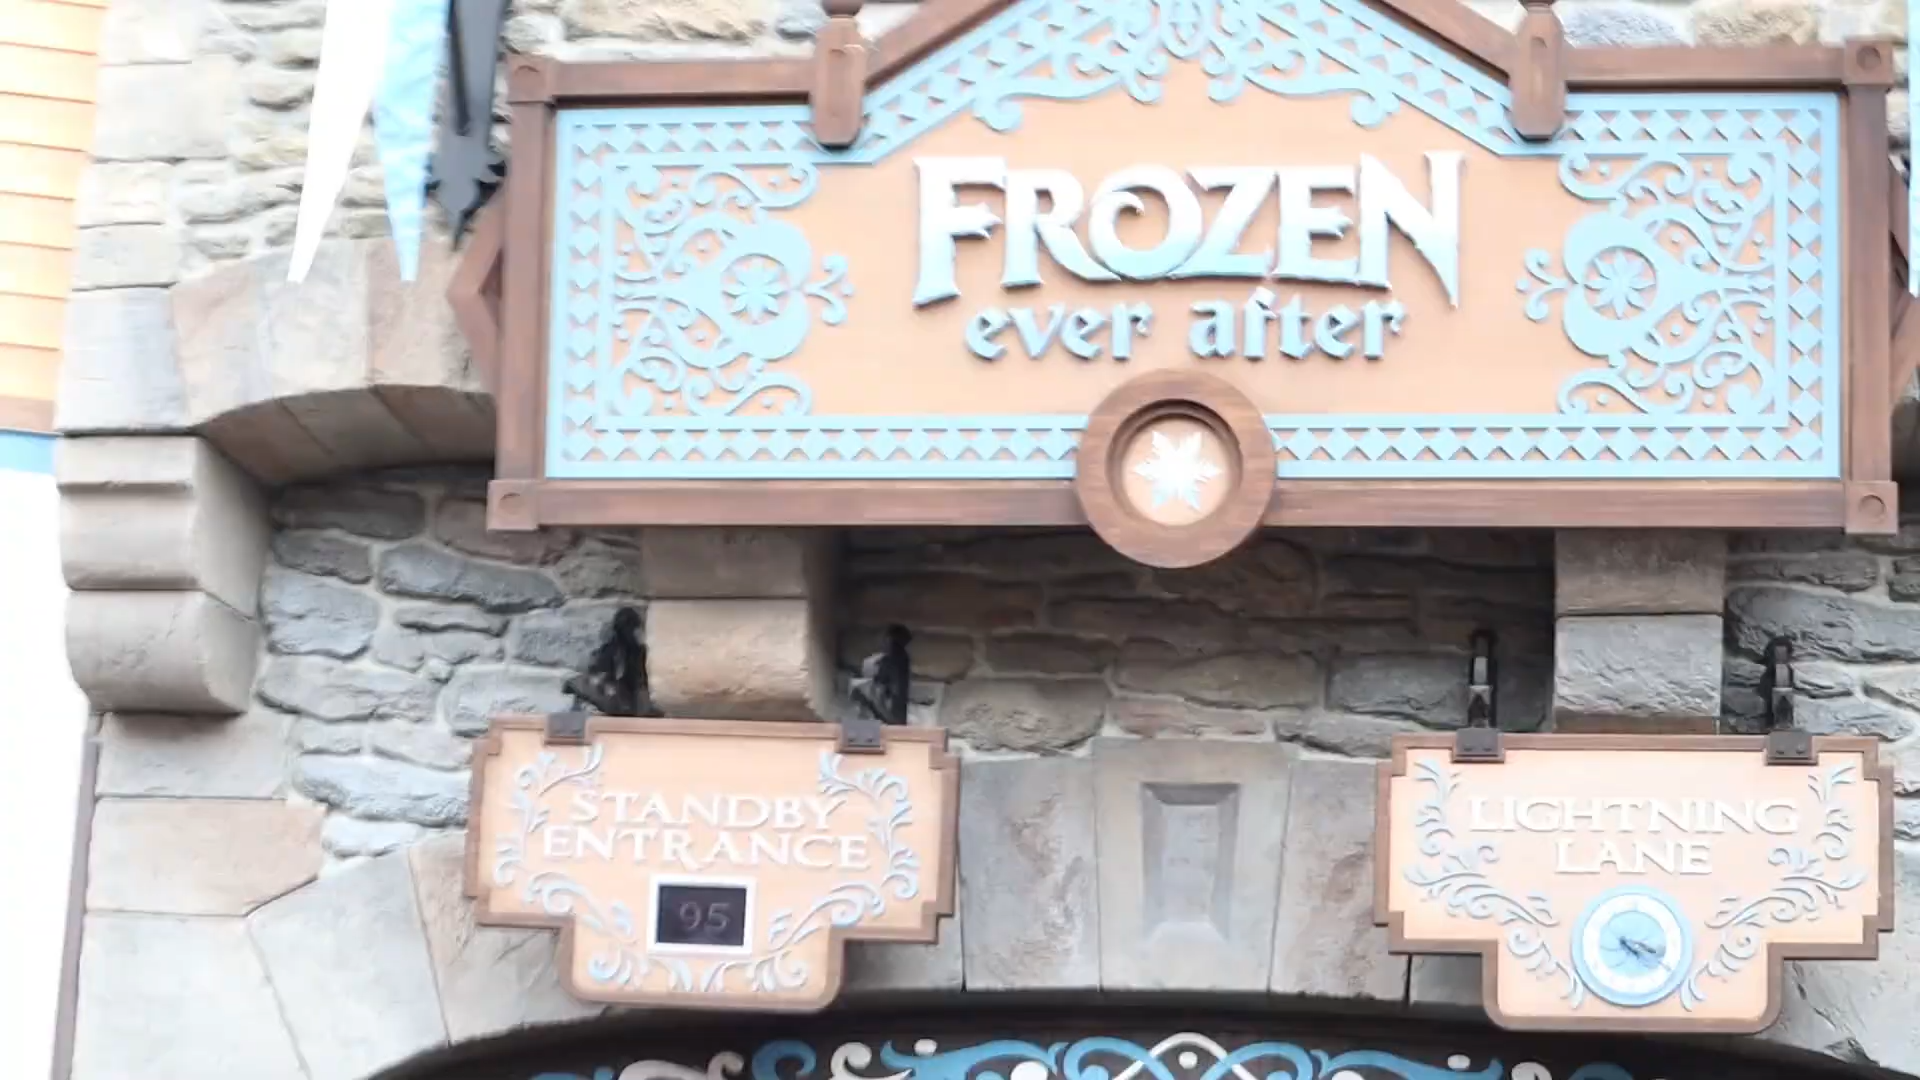 FROZEN
ever after
STANDBY
ENTRANCE
95
LIGHTNING
LANE